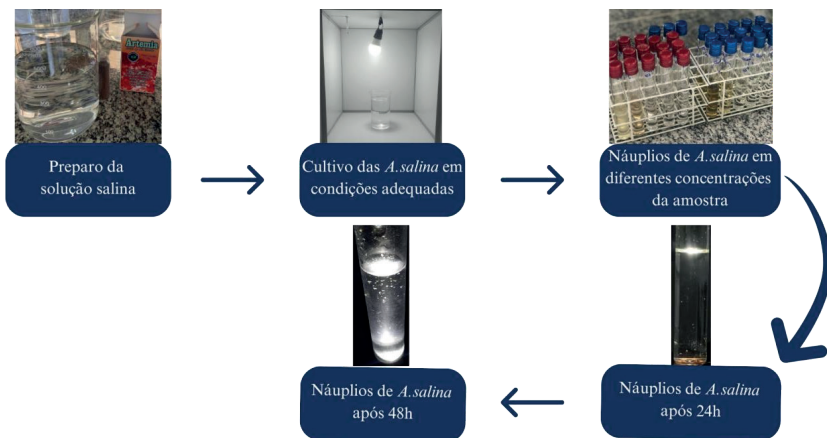 Artemia
Preparo da
solução salina
Cultivo das A.salina em
condições adequadas
Náuplios de A.salina em
diferentes concentrações
da amostra
Náuplios de A.salina
após 24h
Náuplios de A.salina
após 48h